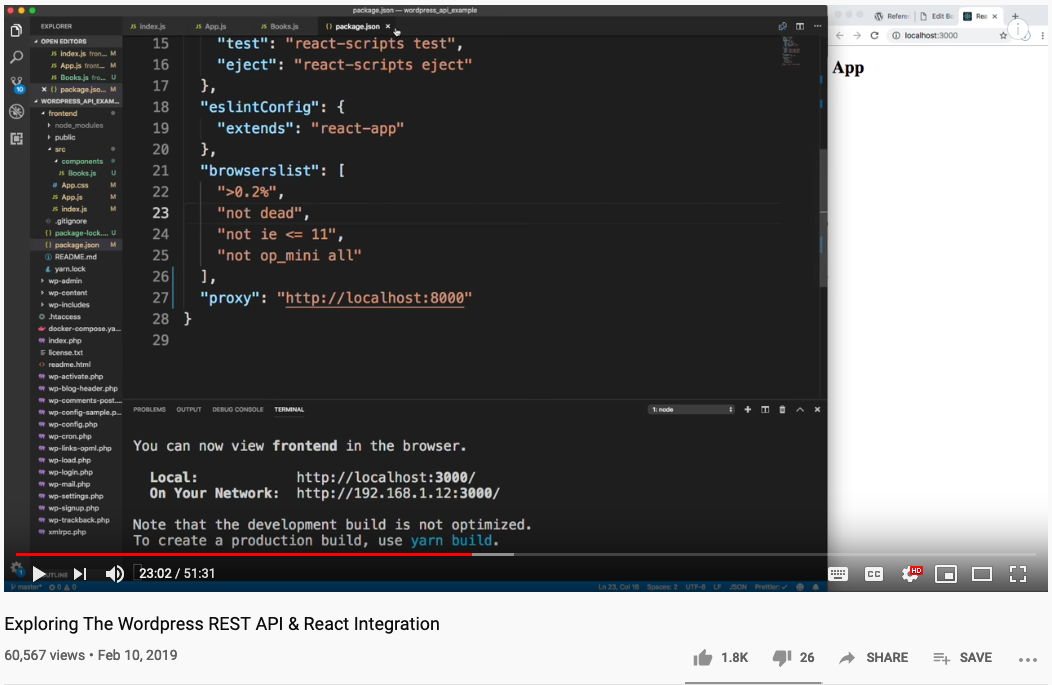 package.json — wordpress_api_example
EXPLORER
index.js
App.js
Books.js
package.json ×
OPEN EDITORS
index.js fron... M
App.js front... M
Books.js fro... U
package.jso... M
WORDPRESS_API_EXAM...
frontend
node_modules
public
src
components
Books.js U
App.css M
App.js M
index.js M
.gitignore
package-lock.... U
package.json M
README.md
yarn.lock
wp-admin
wp-content
wp-includes
.htaccess
docker-compose.ya...
index.php
license.txt
readme.html
wp-activate.php
wp-blog-header.php
wp-comments-post....
wp-config-sample.p...
wp-config.php
wp-cron.php
wp-links-opml.php
wp-load.php
wp-login.php
wp-mail.php
wp-settings.php
wp-signup.php
wp-trackback.php
xmlrpc.php
OUTLINE
10
15 "test": "react-scripts test",
16 "eject": "react-scripts eject"
17 },
18 "eslintConfig": {
19 "extends": "react-app"
20 },
21 "browserslist": [
22 ">0.2%",
23 "not dead",
24 "not ie <= 11",
25 "not op_mini all"
26 ],
27 "proxy": "http://localhost:8000"
28 }
29
PROBLEMS OUTPUT DEBUG CONSOLE TERMINAL
1: node
You can now view frontend in the browser.
Local: http://localhost:3000/
On Your Network: http://192.168.1.12:3000/
Note that the development build is not optimized.
To create a production build, use yarn build.
master* 0 0
Ln 23, Col 16 Spaces: 2 UTF-8 LF JSON Prettier: ✓
Refere
Edit Bo
Rea ×
localhost:3000
App
23:02 / 51:31
CC
HD
Exploring The Wordpress REST API & React Integration
60,567 views • Feb 10, 2019
1.8K
26
SHARE
SAVE